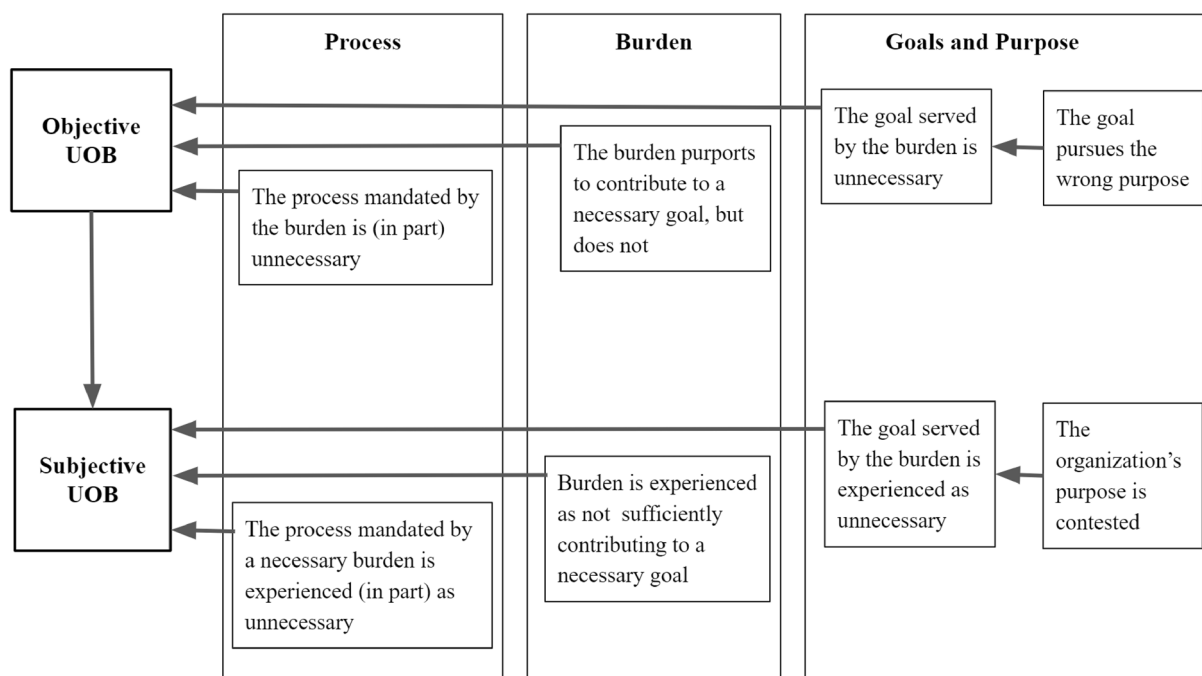 Process
Burden
Goals and Purpose
Objective
UOB
The process mandated by
the burden is (in part)
unnecessary
The burden purports
to contribute to a
necessary goal, but
does not
The goal served
by the burden is
unnecessary
The goal
pursues the
wrong purpose
Subjective
UOB
The process mandated by
a necessary burden is
experienced (in part) as
unnecessary
Burden is experienced
as not sufficiently
contributing to a
necessary goal
The goal served
by the burden is
experienced as
unnecessary
The
organization’s
purpose is
contested